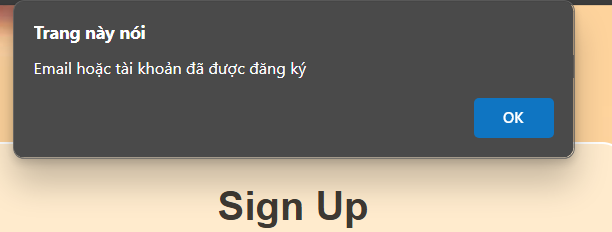 Trang này nói
Email hoặc tài khoản đã được đăng ký
OK
Sign Up